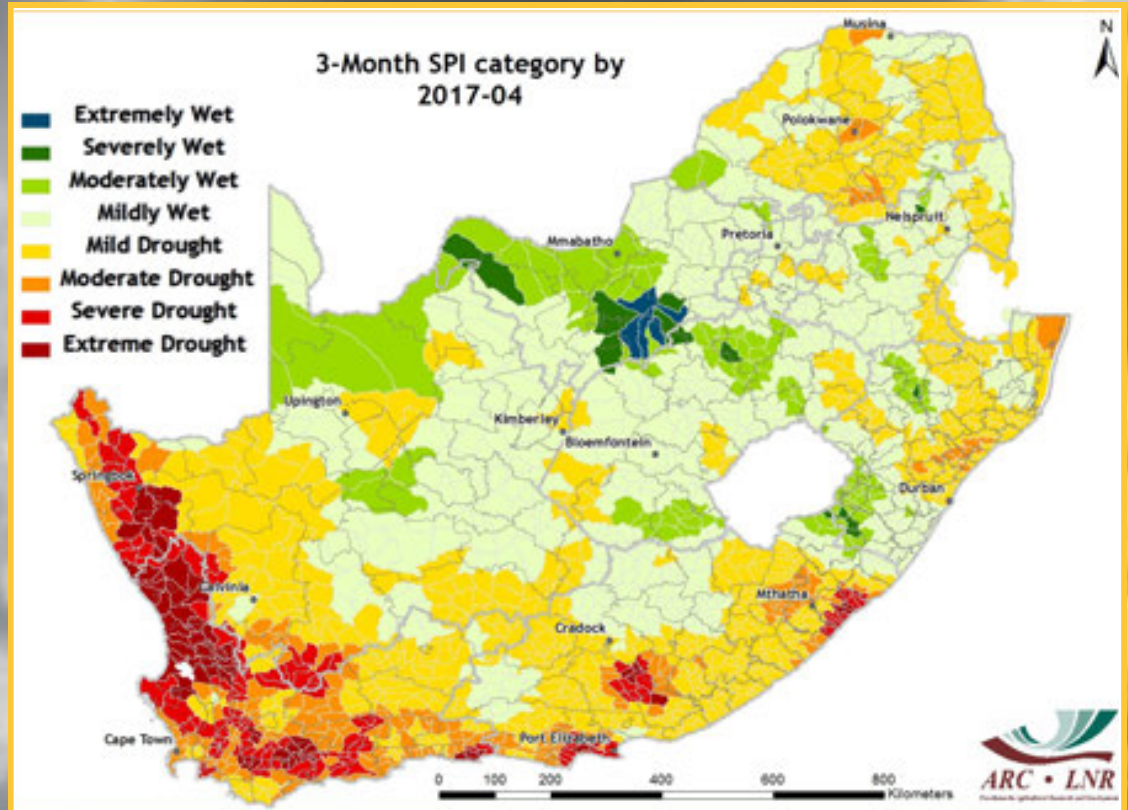 3-Month SPI category by
2017-04
Extremely Wet
Severely Wet
Moderately Wet
Mildly Wet
Mild Drought
Moderate Drought
Severe Drought
Extreme Drought
N
Musina
Polokwane
Nelspruit
Pretoria
Mmabatho
Upington
Kimberley
Bloemfontein
Springbok
Durban
Calvinia
Mthatha
Cradock
Cape Town
Port Elizabeth
0 100 200 400 600 800
Kilometers
ARC • LNR